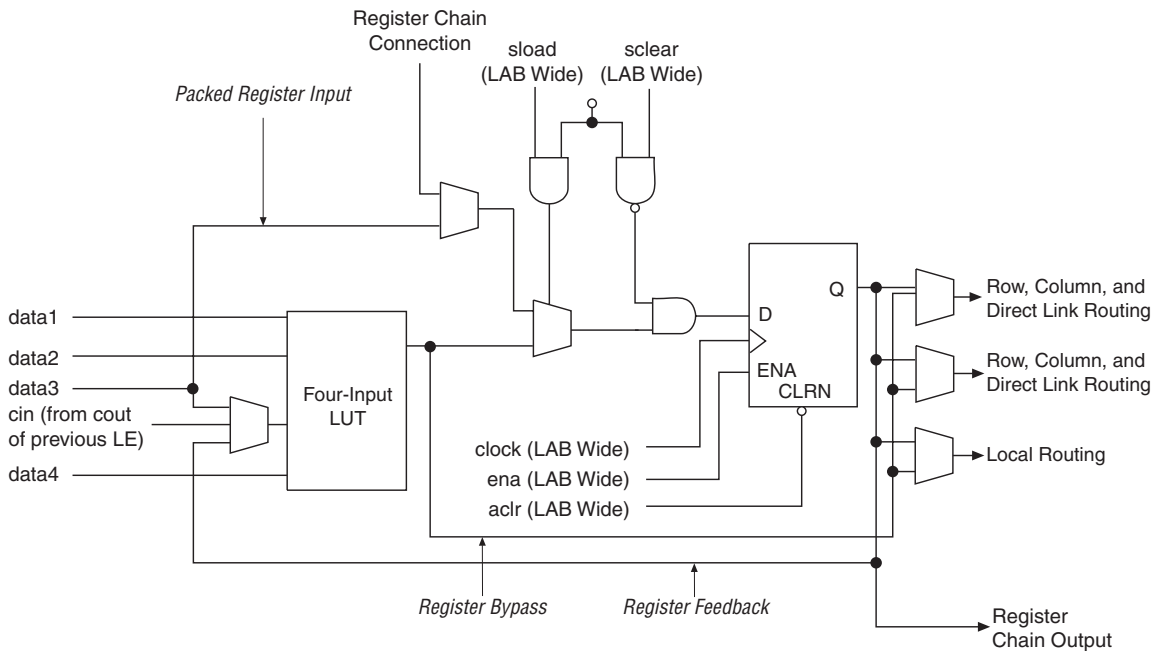 Register Chain
Connection
sload
(LAB Wide)
sclear
(LAB Wide)
Packed Register Input
data1
data2
data3
cin (from cout
of previous LE)
data4
Four-Input
LUT
Q
D
ENA
CLRN
clock (LAB Wide)
ena (LAB Wide)
aclr (LAB Wide)
Row, Column, and
Direct Link Routing
Row, Column, and
Direct Link Routing
Local Routing
Register Bypass
Register Feedback
Register
Chain Output